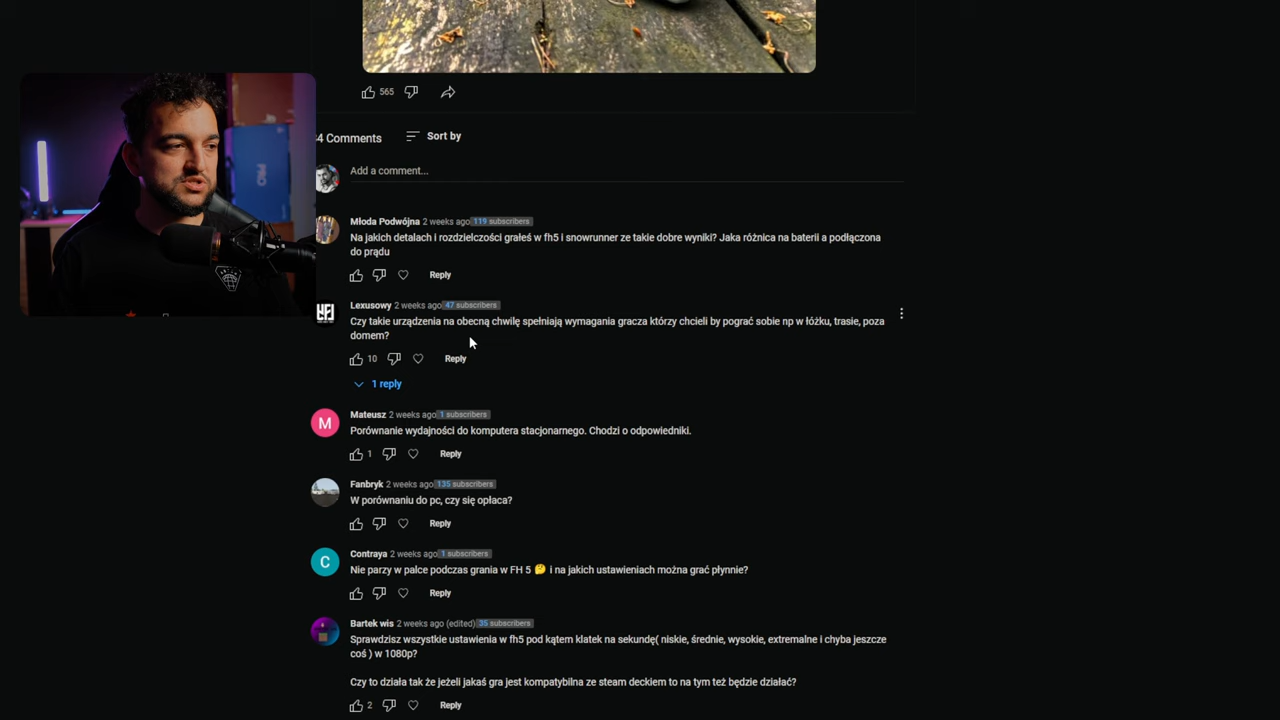 565
4 Comments
Sort by
Add a comment...
PRO
Młoda Podwójna 2 weeks ago 119 subscribers
Na jakich detalach i rozdzielczości grałeś w fh5 i snowrunner ze takie dobre wyniki? Jaka różnica na baterii a podłączona
do prądu
Reply
Lexusowy 2 weeks ago 47 subscribers
Czy takie urządzenia na obecną chwilę spełniają wymagania gracza którzy chcieli by pograć sobie np w łóżku, trasie, poza
domem?
10 Reply
1 reply
M
Mateusz 2 weeks ago 1 subscribers
Porównanie wydajności do komputera stacjonarnego. Chodzi o odpowiedniki.
1 Reply
Fanbryk 2 weeks ago 135 subscribers
W porównaniu do pc, czy się opłaca?
Reply
C
Contraya 2 weeks ago 1 subscribers
Nie parzy w palce podczas grania w FH 5 🤔 i na jakich ustawieniach można grać płynnie?
Reply
Bartek wis 2 weeks ago (edited) 35 subscribers
Sprawdzisz wszystkie ustawienia w fh5 pod kątem klatek na sekundę( niskie, średnie, wysokie, extremalne i chyba jeszcze
coś ) w 1080p?
Czy to działa tak że jeżeli jakaś gra jest kompatybilna ze steam deckiem to na tym też będzie działać?
2 Reply